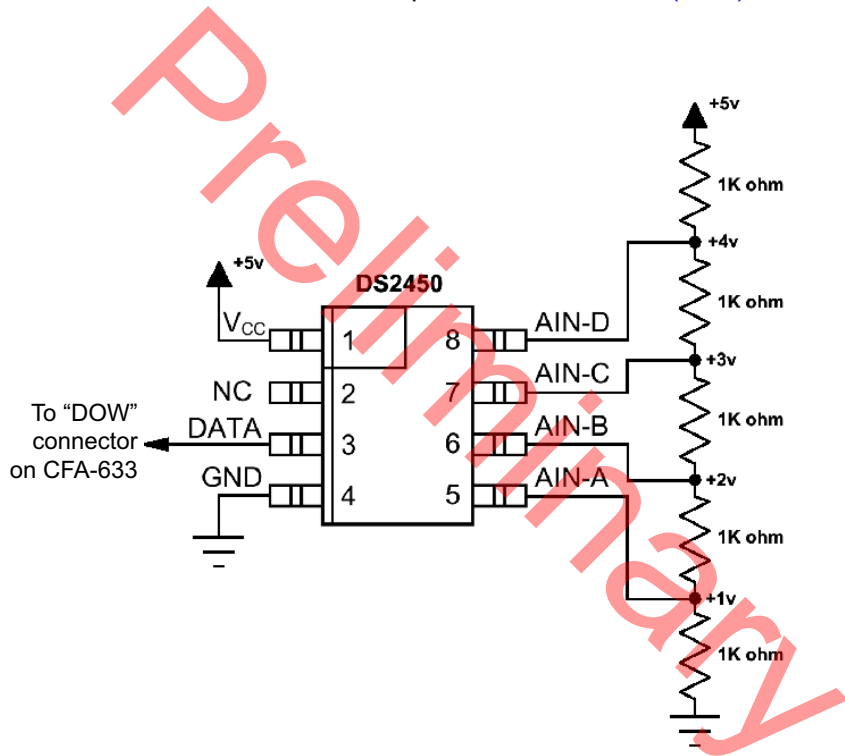 +5v
1K ohm
+4v
+5v
DS2450
1K ohm
VCC
1
8
AIN-D
+3v
NC
2
7
AIN-C
To “DOW”
connector
on CFA-633
DATA
3
6
AIN-B
1K ohm
GND
4
5
AIN-A
+2v
1K ohm
+1v
1K ohm
Preliminary